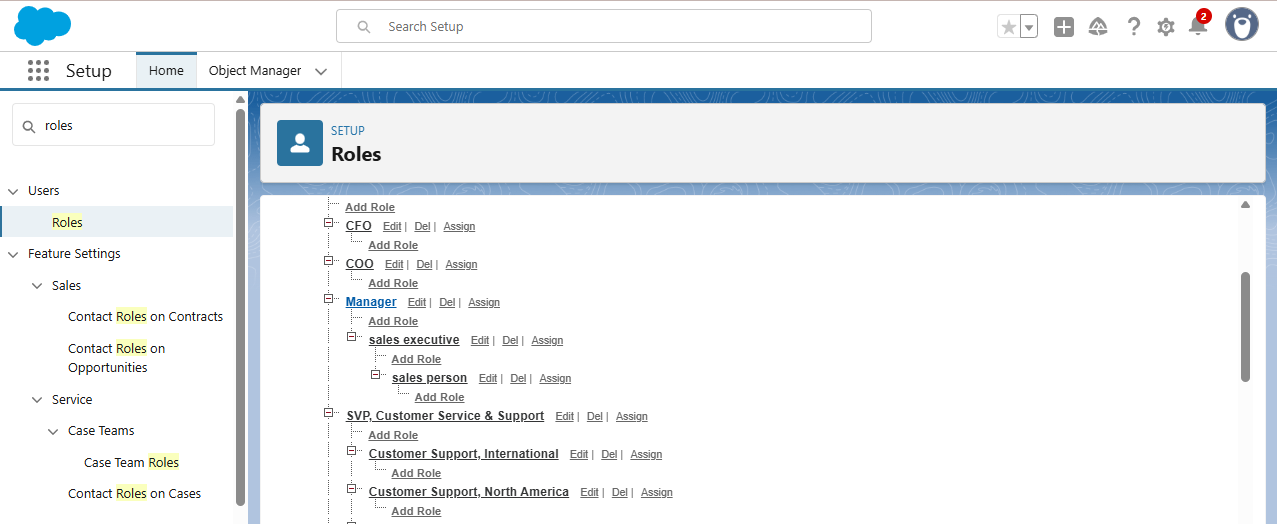 Search Setup
2
Setup
Home
Object Manager
roles
Users
Roles
Feature Settings
Sales
Contact Roles on Contracts
Contact Roles on
Opportunities
Service
Case Teams
Case Team Roles
Contact Roles on Cases
SETUP
Roles
Add Role
CFO Edit | Del | Assign
Add Role
COO Edit | Del | Assign
Add Role
Manager Edit | Del | Assign
Add Role
sales executive Edit | Del | Assign
Add Role
sales person Edit | Del | Assign
Add Role
SVP, Customer Service & Support Edit | Del | Assign
Add Role
Customer Support, International Edit | Del | Assign
Add Role
Customer Support, North America Edit | Del | Assign
Add Role